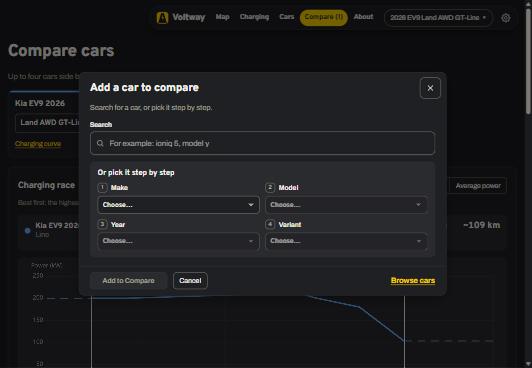 Voltway
Map
Charging
Cars
Compare (1)
About
2026 EV9 Land AWD GT-Line
Compare cars
Up to four cars side b
Kia EV9 2026
Land AWD GT-Li
Charging curve
Add a car to compare
Search for a car, or pick it step by step.
Search
For example: ioniq 5, model y
Or pick it step by step
1 Make
2 Model
Choose...
Choose...
3 Year
4 Variant
Choose...
Choose...
Add to Compare
Cancel
Browse cars
Charging race
Average power
Best first: the highes
Kia EV9 202
Line
~109 km
Power (kW)
250
200
150
100
50